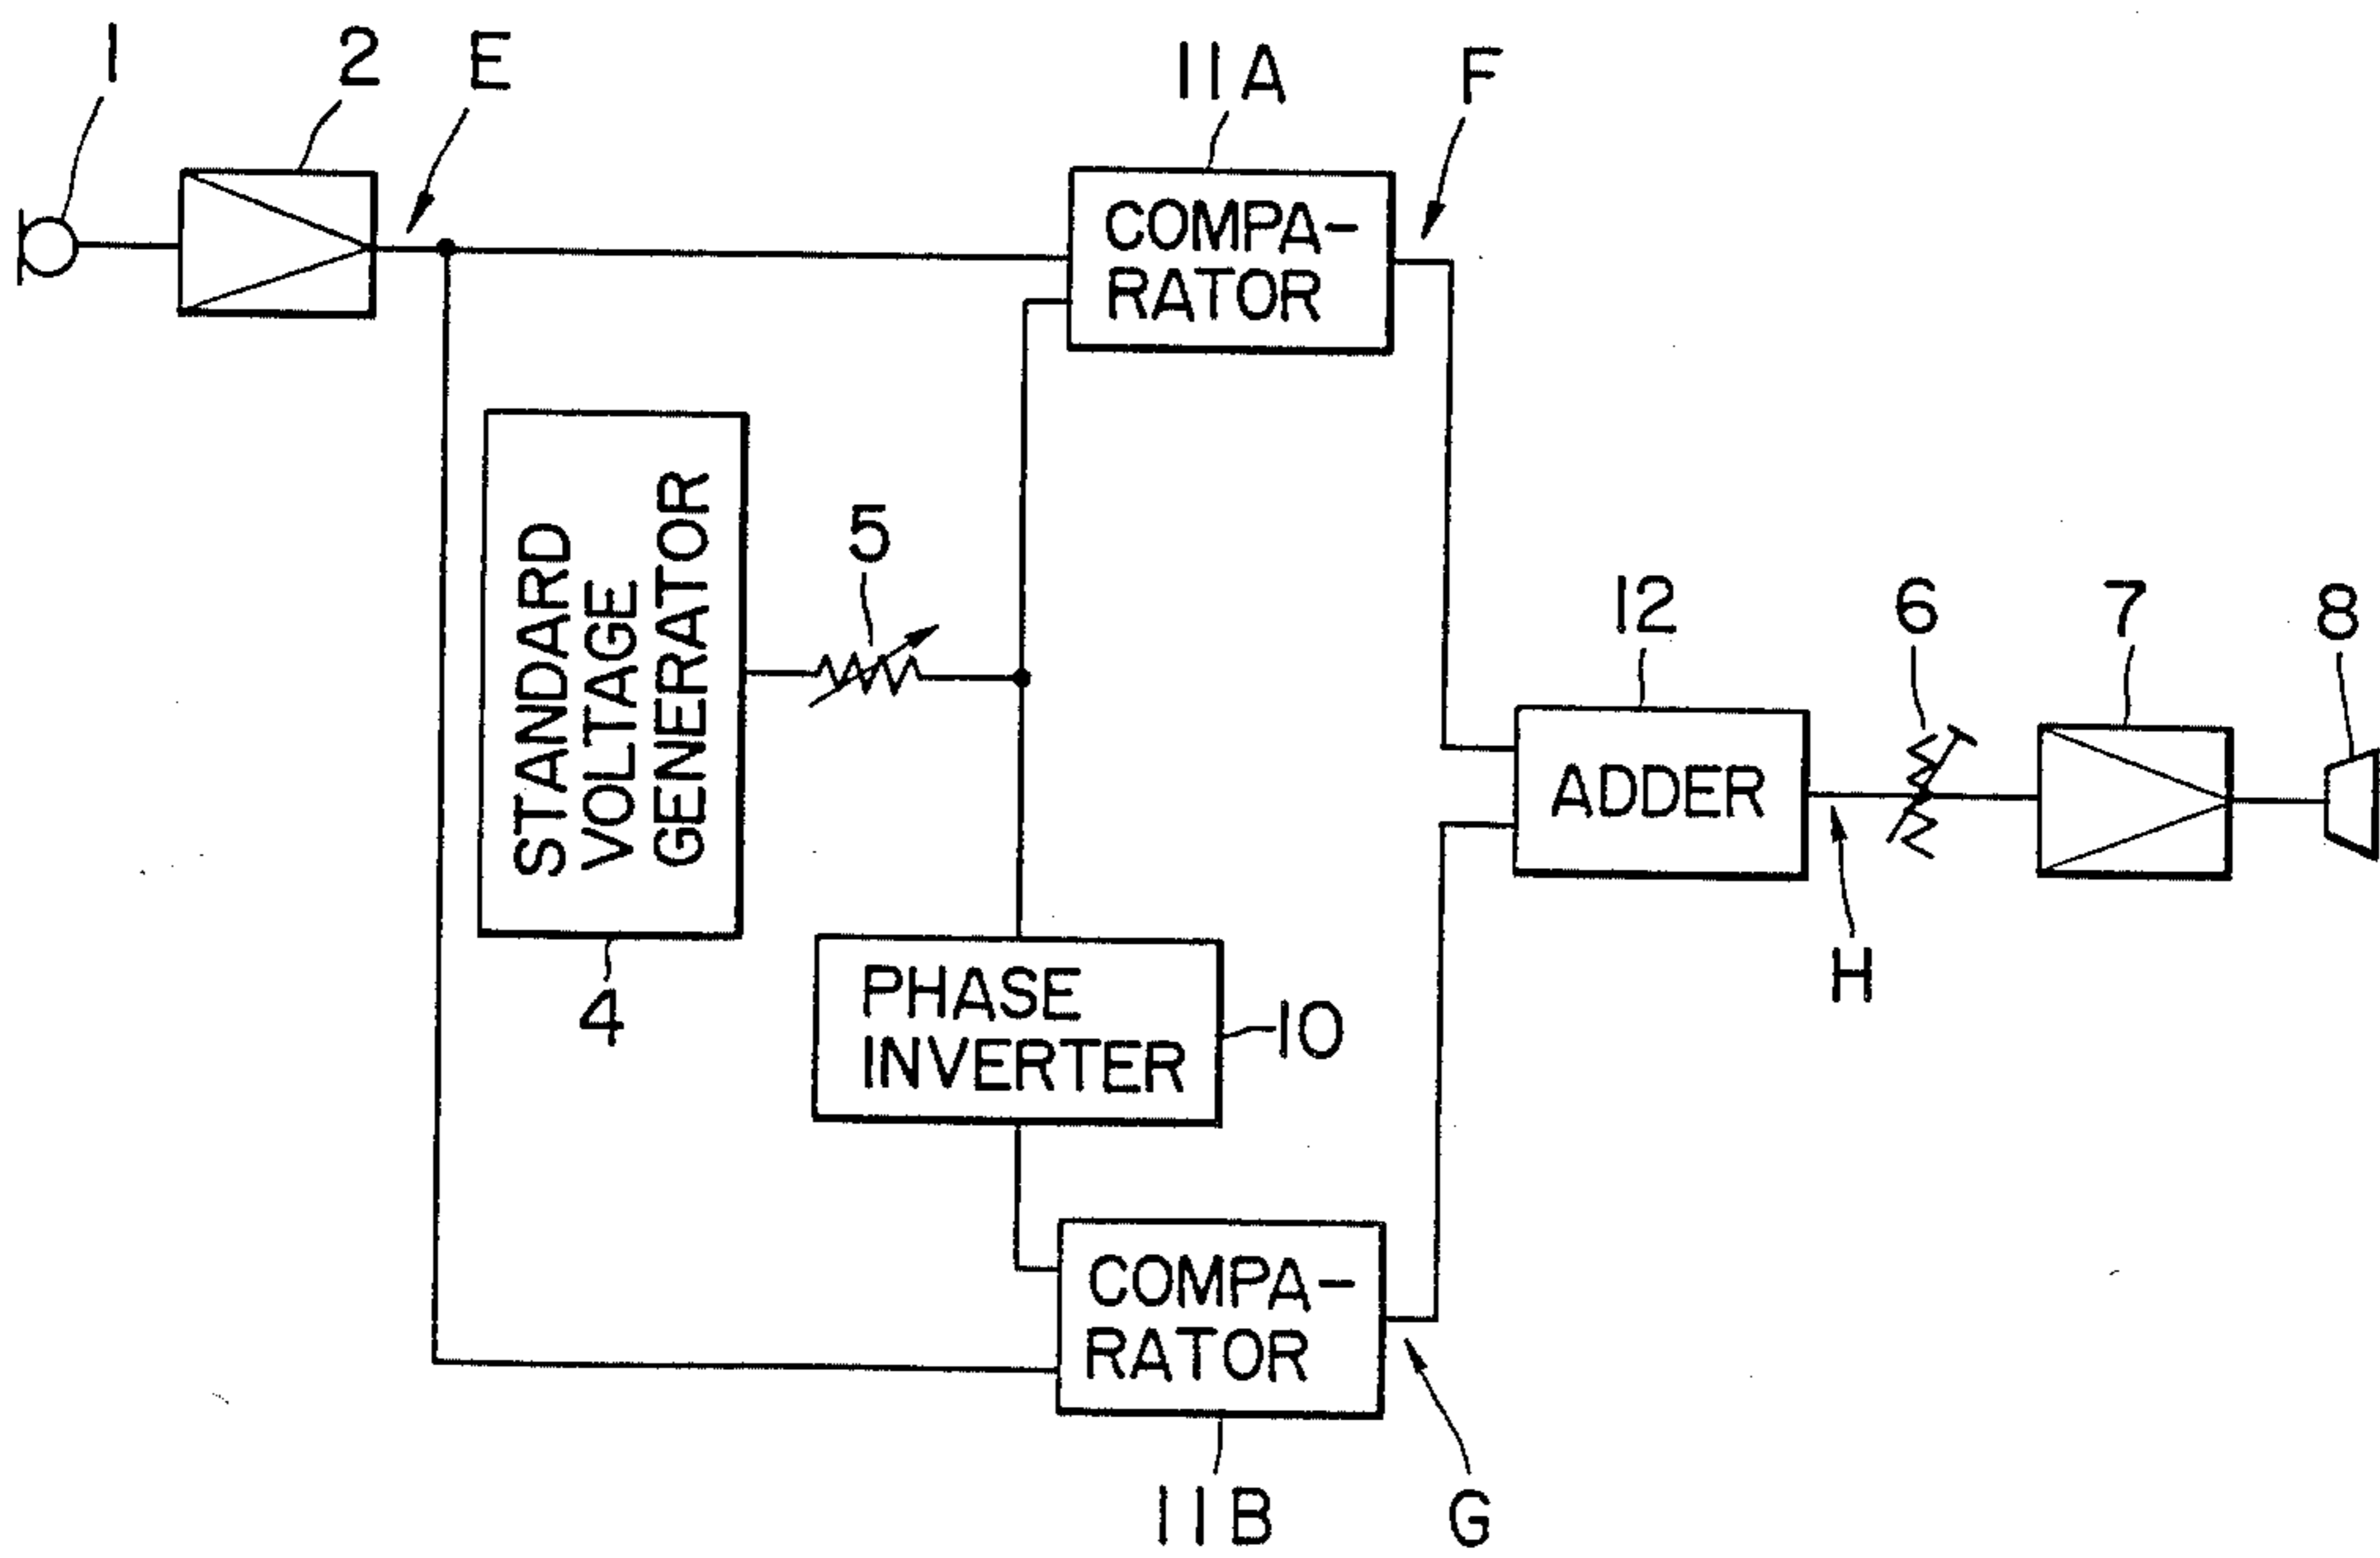 1
2
E
11A
F
COMPA-
RATOR
STANDARD
VOLTAGE
GENERATOR
5
4
12
6
7
8
ADDER
H
PHASE
INVERTER
10
COMPA-
RATOR
11B
G